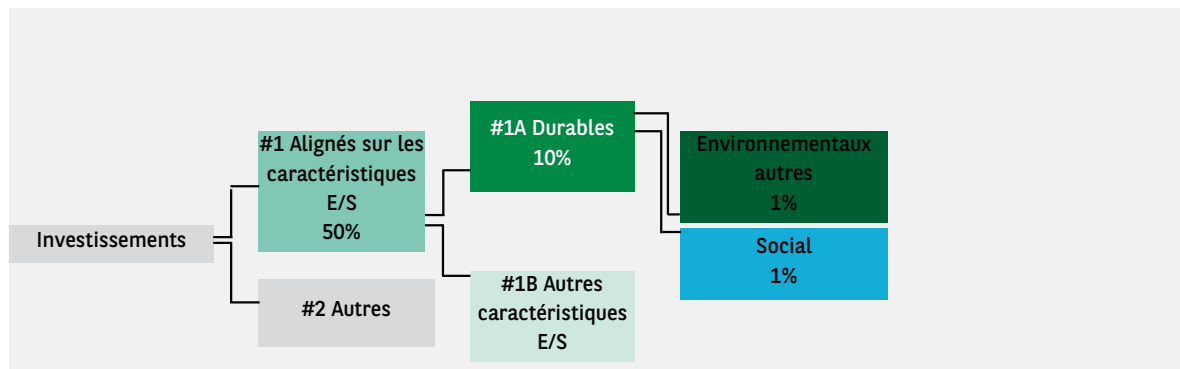 Investissements
#1 Alignés sur les
caractéristiques
E/S
50%
#2 Autres
#1A Durables
10%
#1B Autres
caractéristiques
E/S
Environnementaux
autres
1%
Social
1%